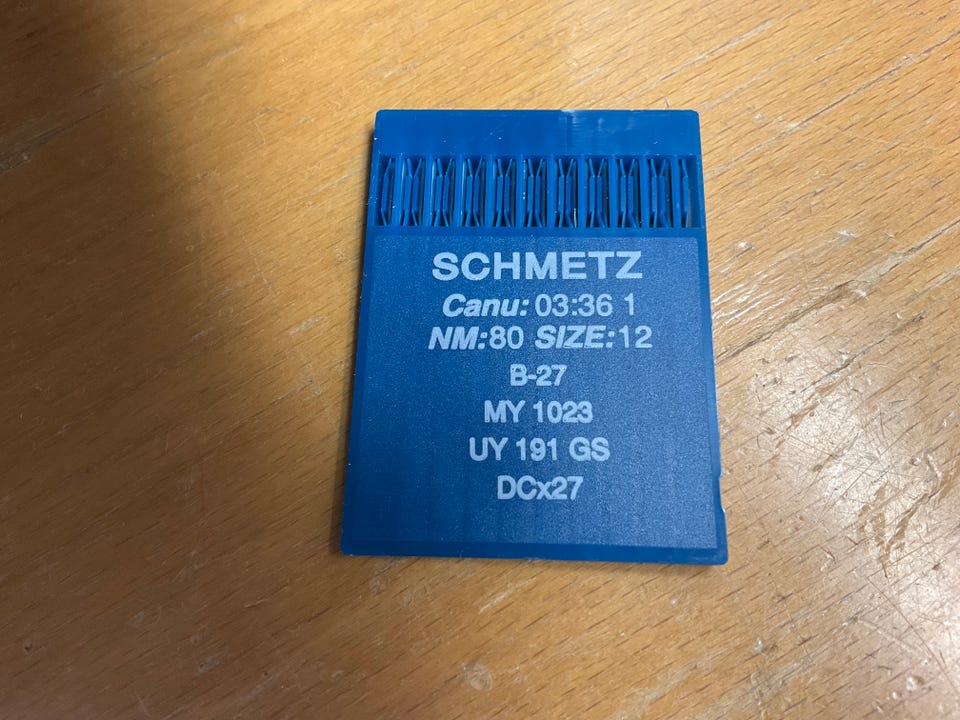 SCHMETZ
Canu: 03:36 1
NM:80 SIZE:12
B-27
MY 1023
UY 191 GS
DCx27